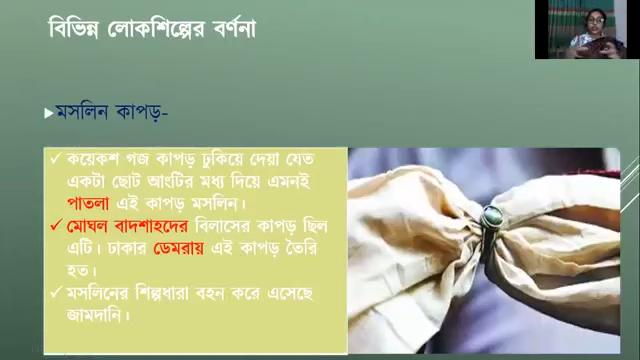 বিভিন্ন লোকশিল্পের বর্ণনা
মসলিন কাপড়-
কয়েকশ গজ কাপড় ঢুকিয়ে দেয়া যেত
একটা ছোট আংটির মধ্য দিয়ে এমনই
পাতলা এই কাপড় মসলিন।
মোঘল বাদশাহদের বিলাসের কাপড় ছিল
এটি। ঢাকার ডেমরায় এই কাপড় তৈরি
হত।
মসলিনের শিল্পধারা বহন করে এসেছে
জামদানি।